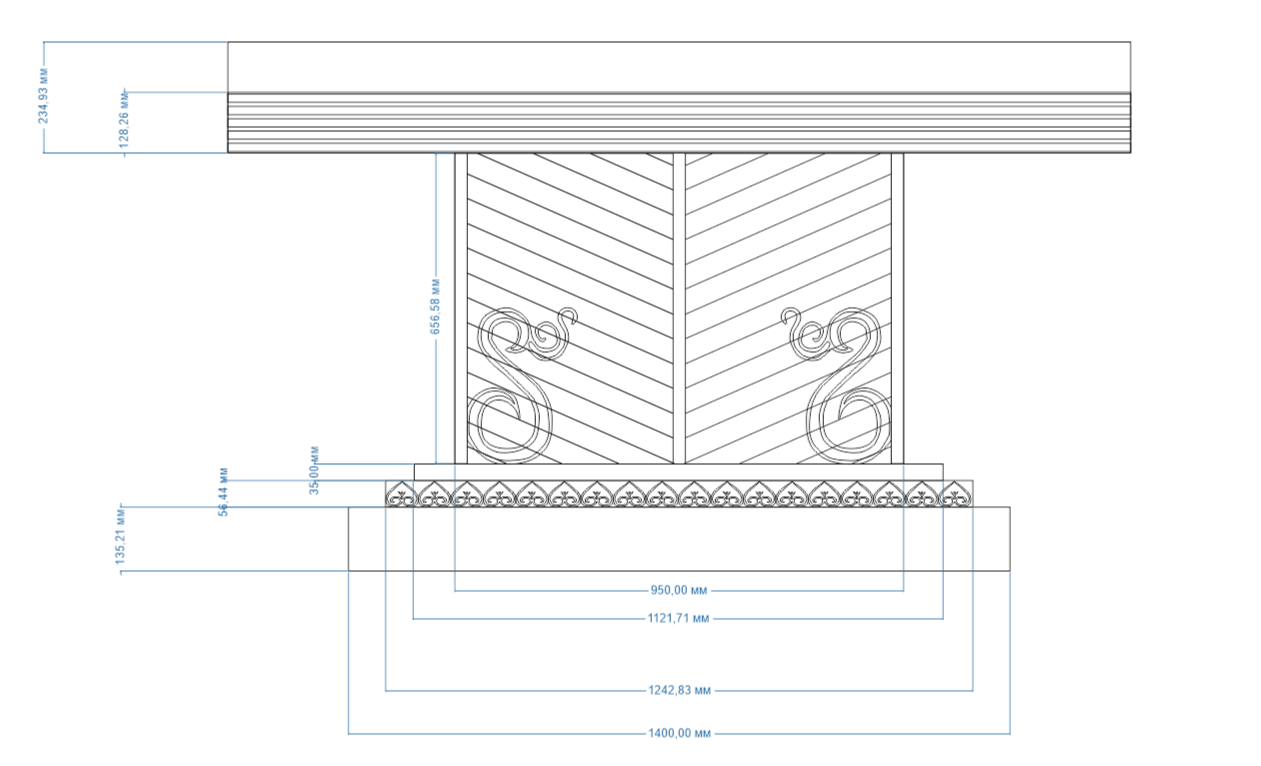 234,93 мм
128,26 мм
656,58 мм
35,00 мм
56,44 мм
135,21 мм
950,00 мм
1121,71 мм
1242,83 мм
1400,00 мм